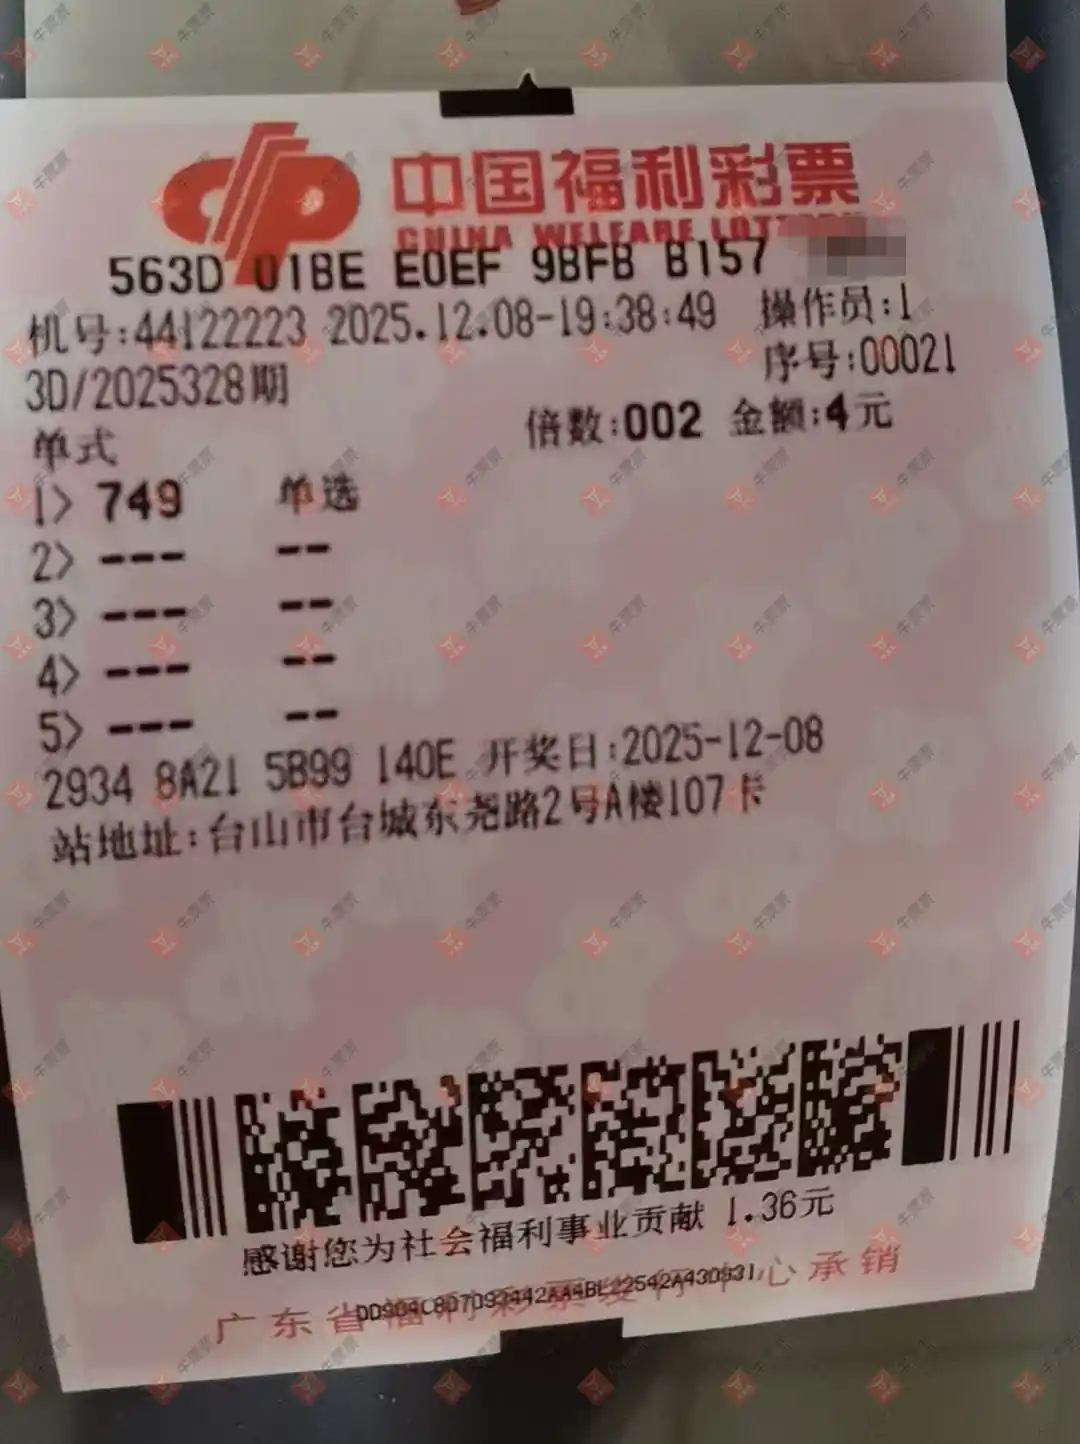 中国福利彩票
CHINA WELFARE LOTTERY
563D 01BE E0EF 9BFB B157
机号:44122223 2025.12.08-19:38:49 操作员:1
序号:00021
3D/2025328期
倍数:002 金额:4元
单式
1> 749 单选
2> --- --
3> --- --
4> --- --
5> --- --
2934 8A21 5B99 140E 开奖日:2025-12-08
站地址:台山市台城东尧路2号A楼107卡
感谢您为社会福利事业贡献 1.36元
广东省福利彩票发行中心承销